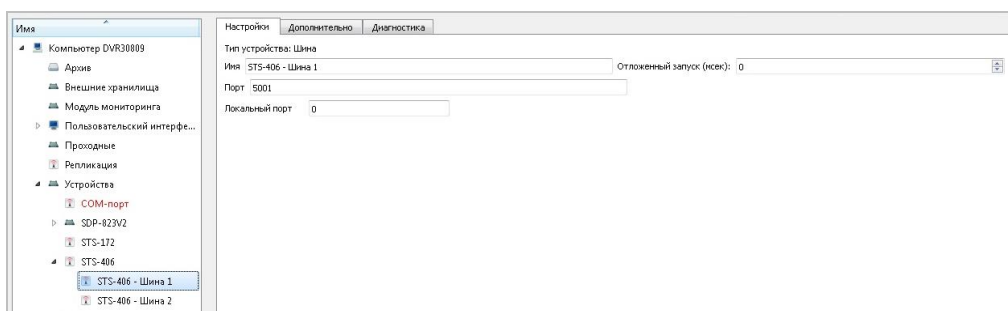 Имя
Компьютер DVR30809
Архив
Внешние хранилища
Модуль мониторинга
Пользовательский интерфе...
Проходные
Репликация
Устройства
COM-порт
SDP-823V2
STS-172
STS-406
STS-406 - Шина 1
STS-406 - Шина 2
Настройки Дополнительно Диагностика
Тип устройства: Шина
Имя STS-406 - Шина 1 Отложенный запуск (мсек): 0
Порт 5001
Локальный порт 0